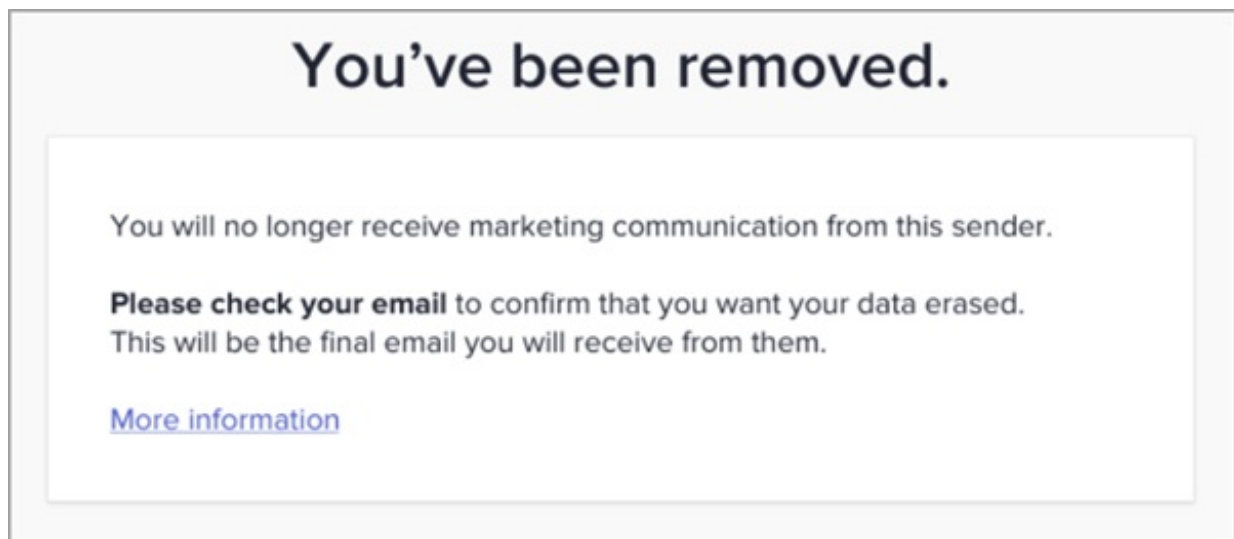 You’ve been removed.
You will no longer receive marketing communication from this sender.
Please check your email to confirm that you want your data erased.
This will be the final email you will receive from them.
More information